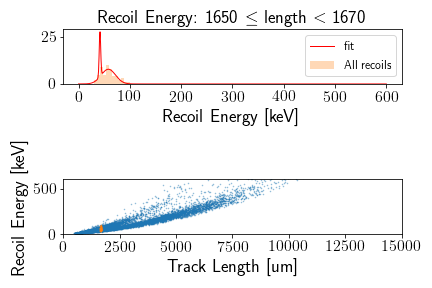 Recoil Energy: 1650 ≤ length < 1670
25
0
fit
All recoils
0 100 200 300 400 500 600
Recoil Energy [keV]
Recoil Energy [keV]
500
0
0 2500 5000 7500 10000 12500 15000
Track Length [um]